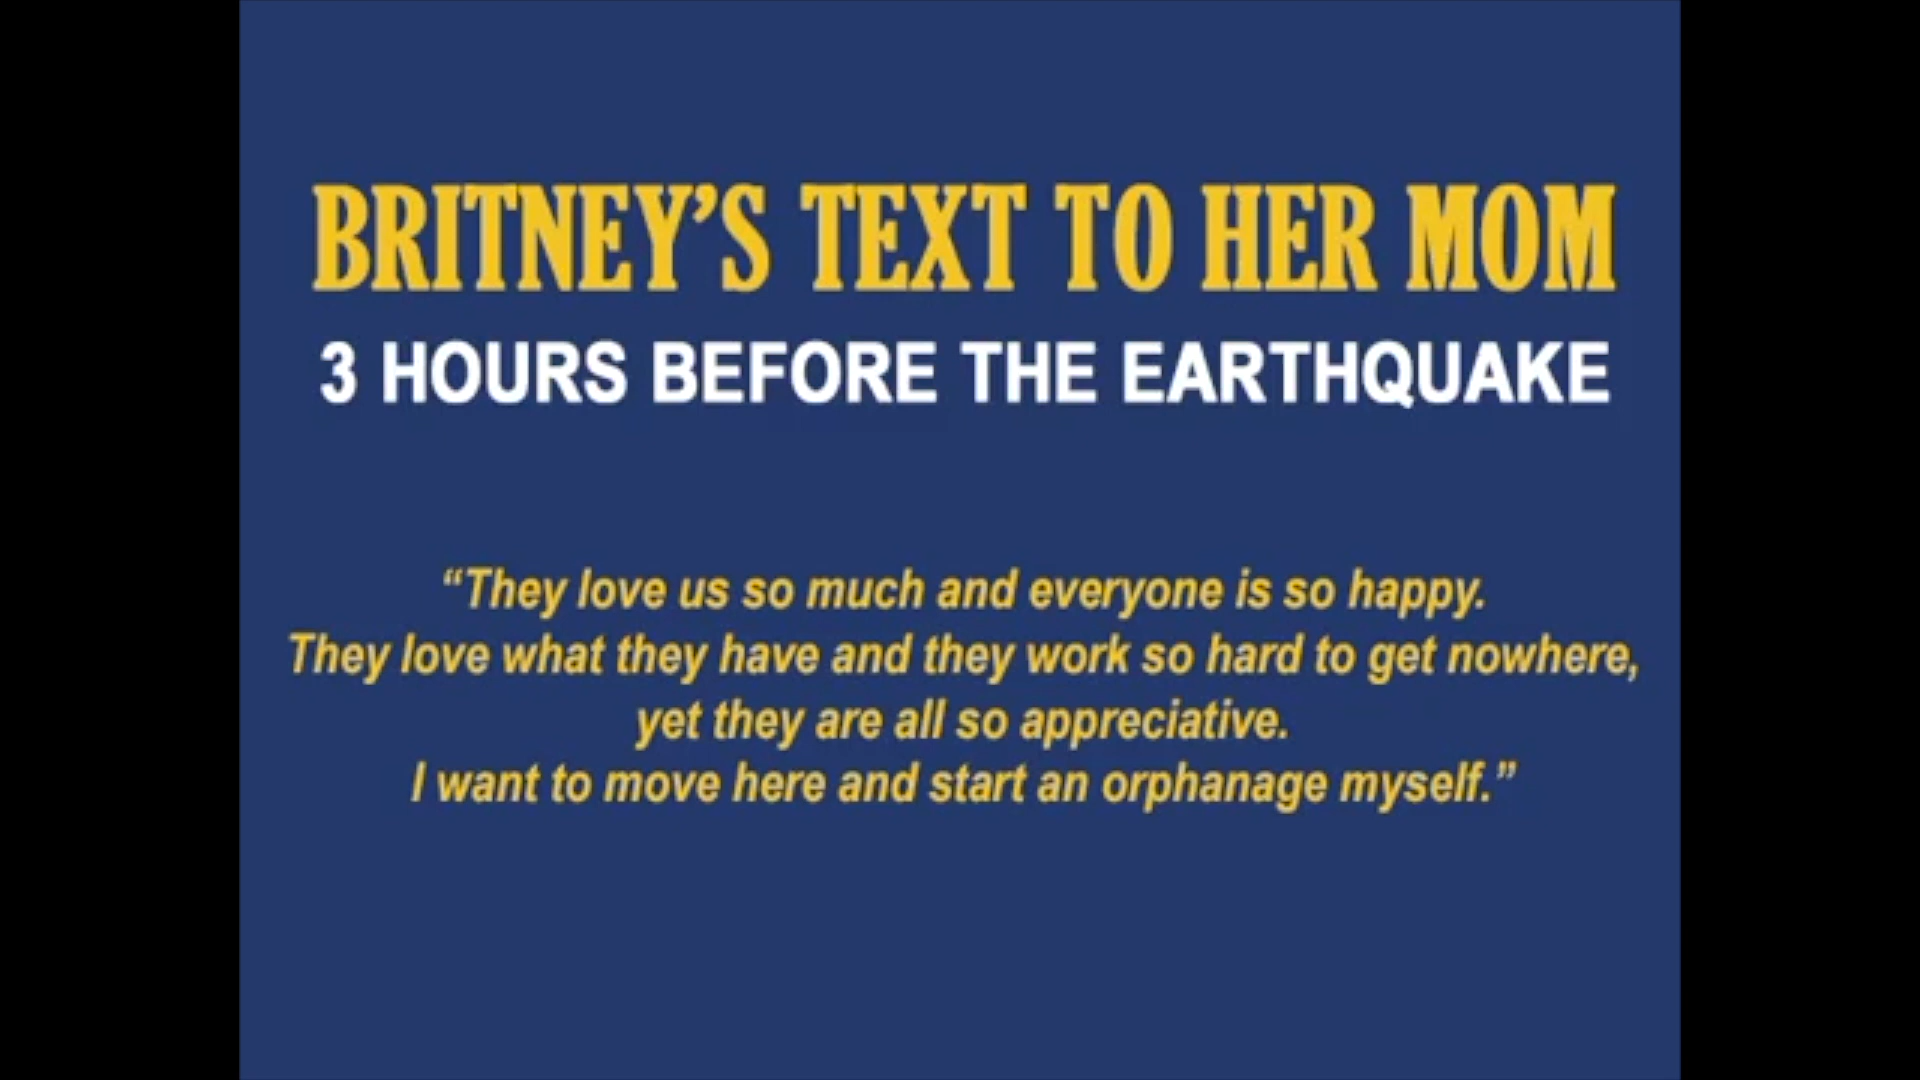 BRITNEY’S TEXT TO HER MOM
3 HOURS BEFORE THE EARTHQUAKE
“They love us so much and everyone is so happy.
They love what they have and they work so hard to get nowhere,
yet they are all so appreciative.
I want to move here and start an orphanage myself.”